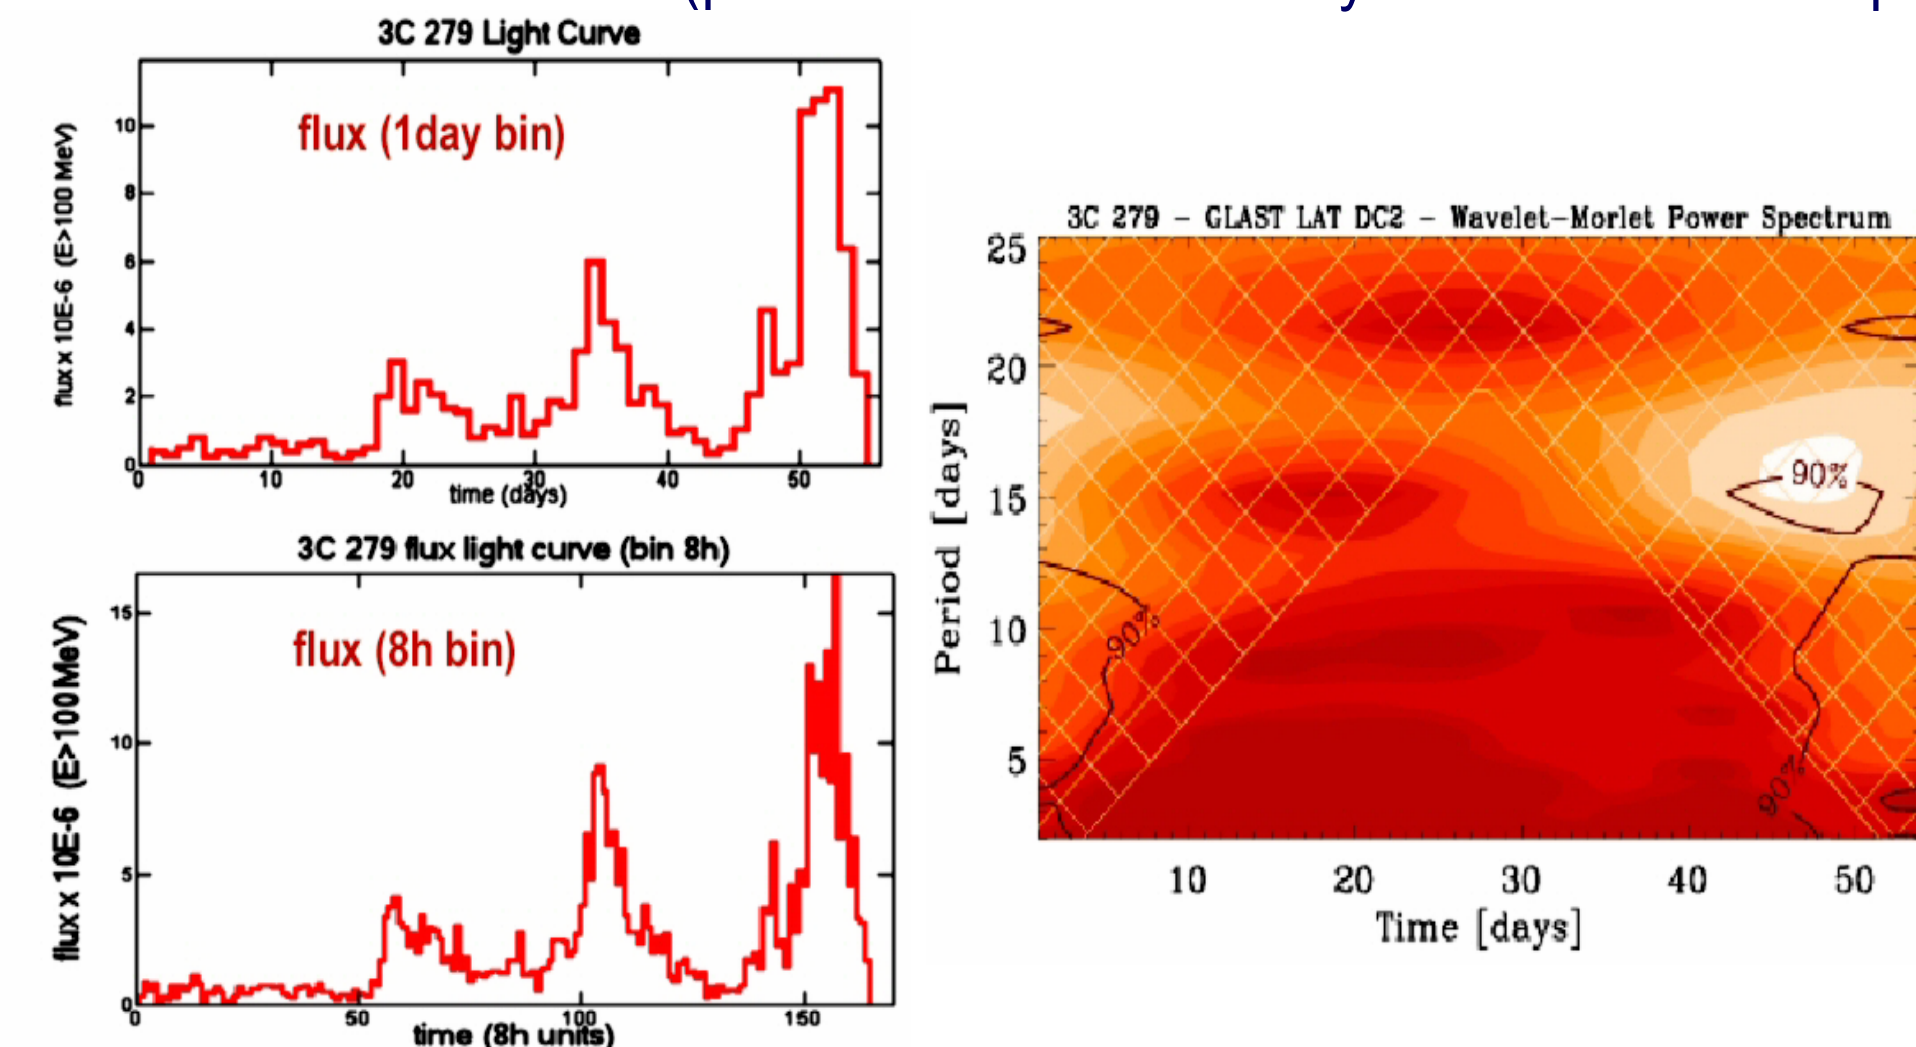 3C 279 Light Curve
flux (1day bin)
flux x 10E-6 (E>100 MeV)
10
8
6
4
2
0
0 10 20 30 40 50
time (days)
3C 279 flux light curve (bin 8h)
flux (8h bin)
flux x 10E-6 (E>100MeV)
15
10
5
0
0 50 100 150
time (8h units)
3C 279 - GLAST LAT DC2 - Wavelet-Morlet Power Spectrum
Period [days]
25
20
15
10
5
90%
90%
90%
10 20 30 40 50
Time [days]